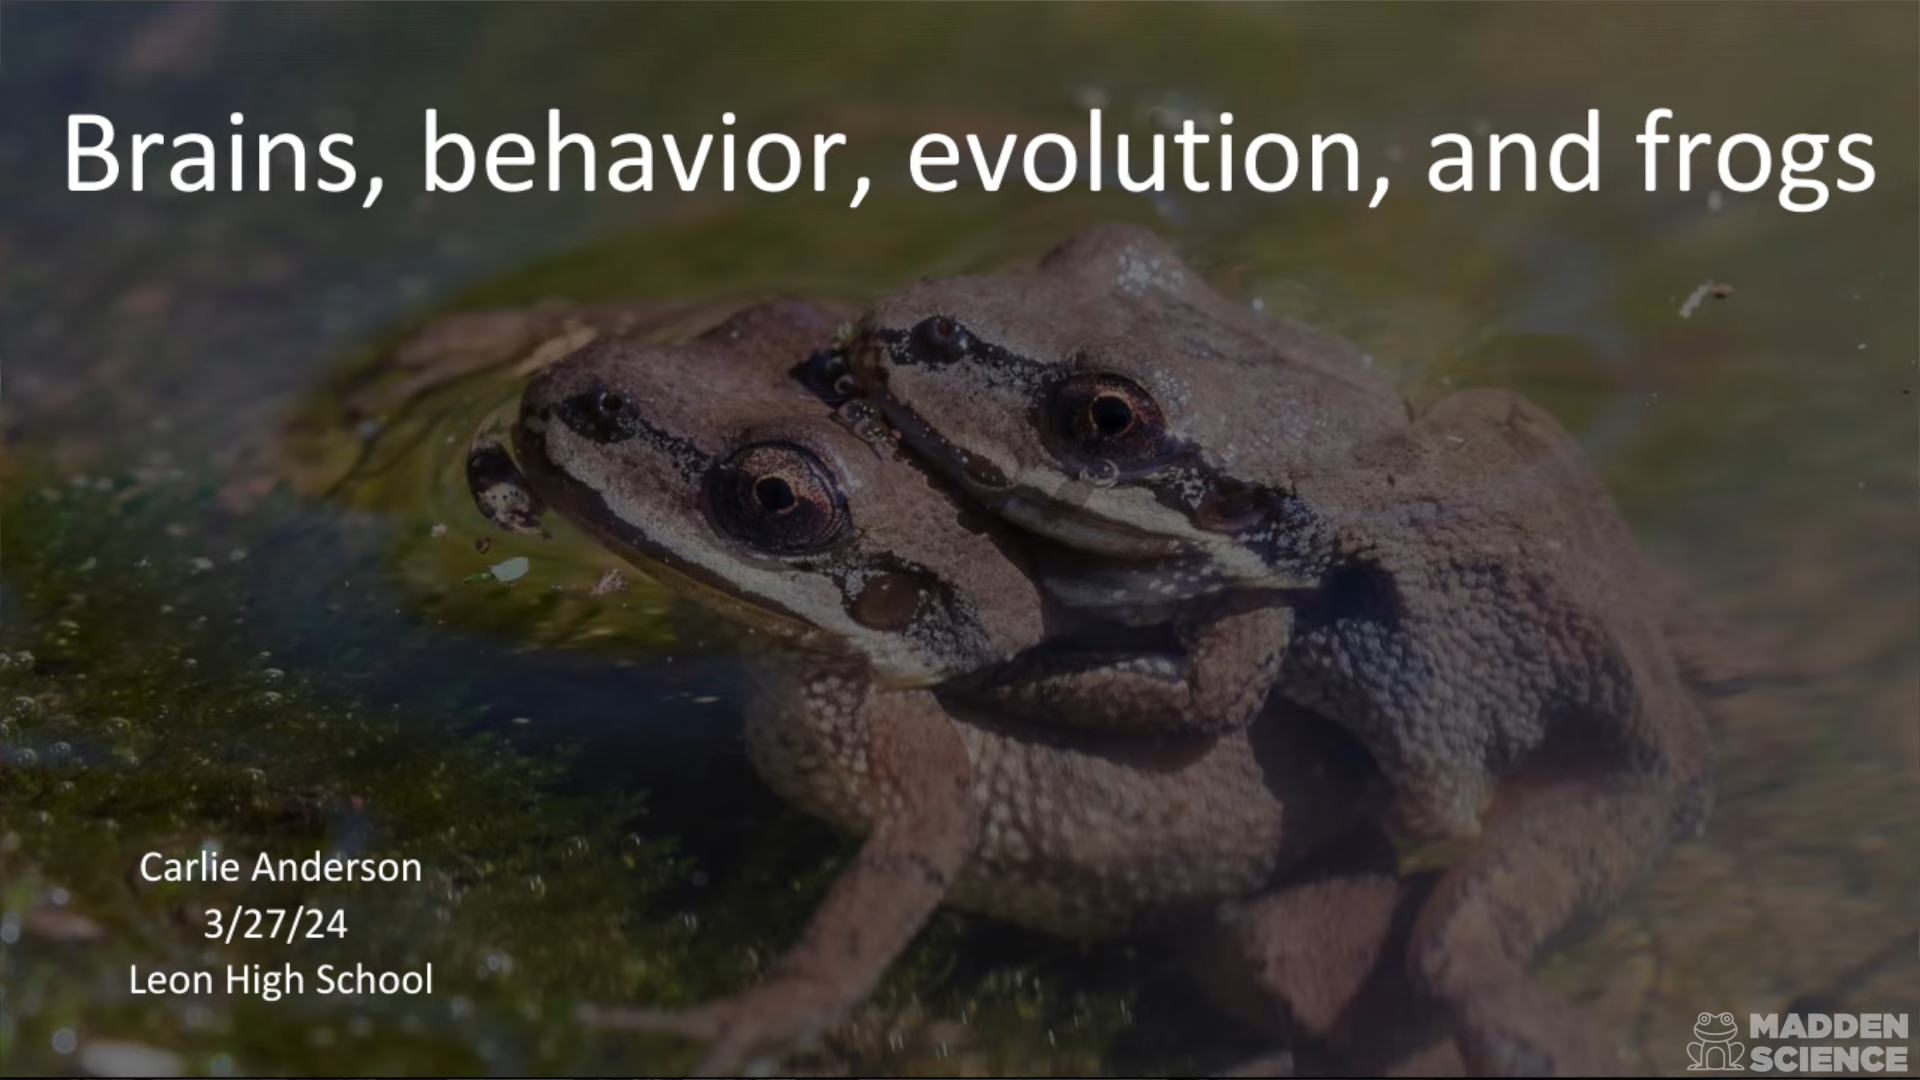 Brains, behavior, evolution, and frogs
Carlie Anderson
3/27/24
Leon High School
MADDEN
SCIENCE